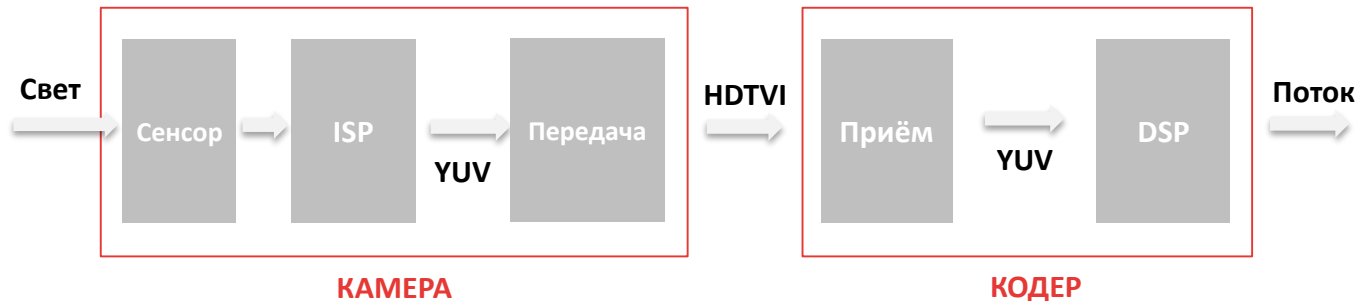 Свет
Сенсор
ISP
YUV
Передача
HDTVI
Приём
YUV
DSP
Поток
КАМЕРА
КОДЕР